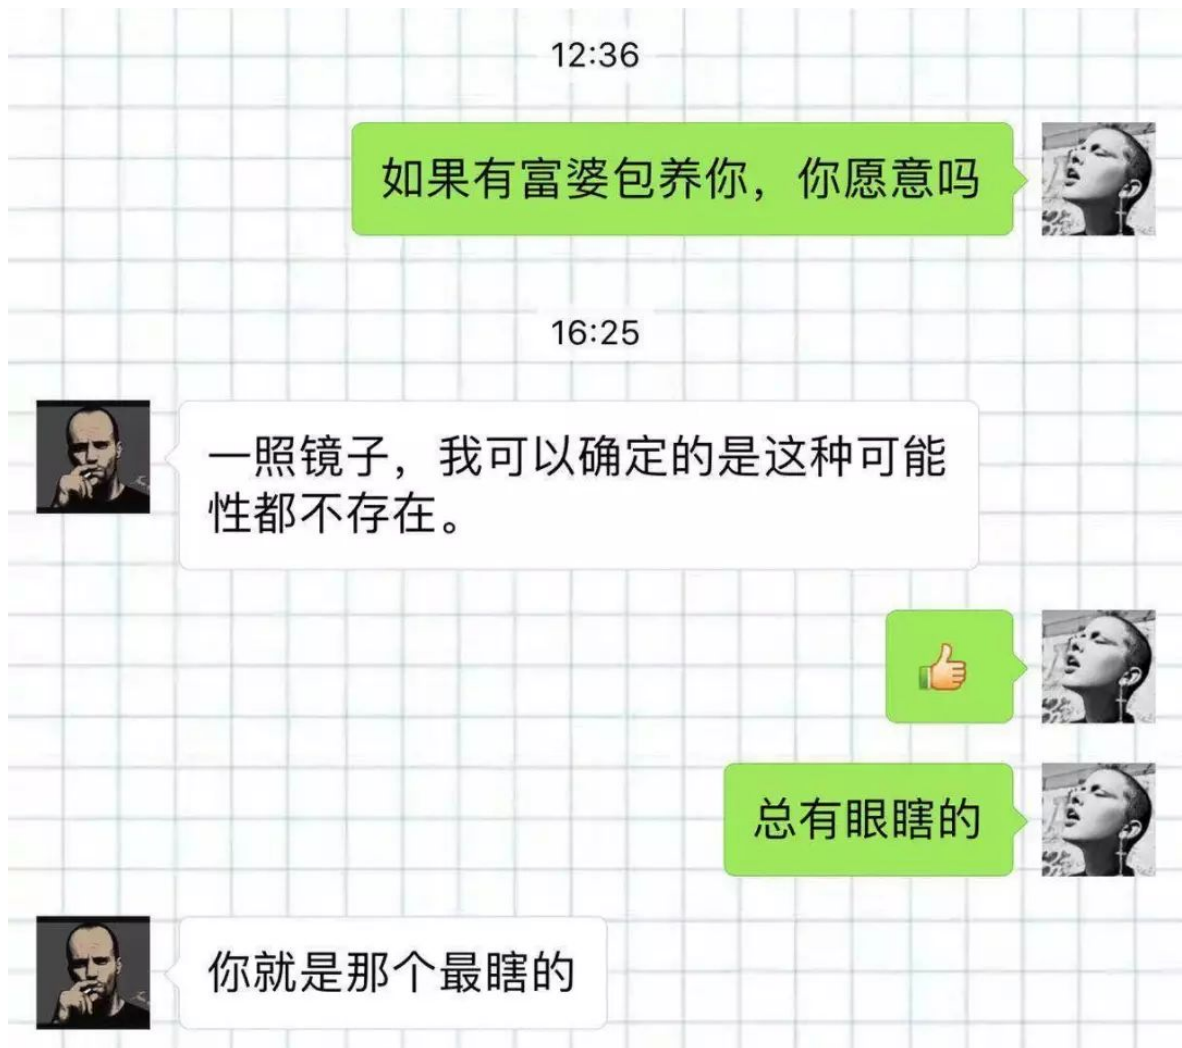 12:36
如果有富婆包养你，你愿意吗
16:25
一照镜子，我可以确定的是这种可能
性都不存在。
👍
总有眼瞎的
你就是那个最瞎的